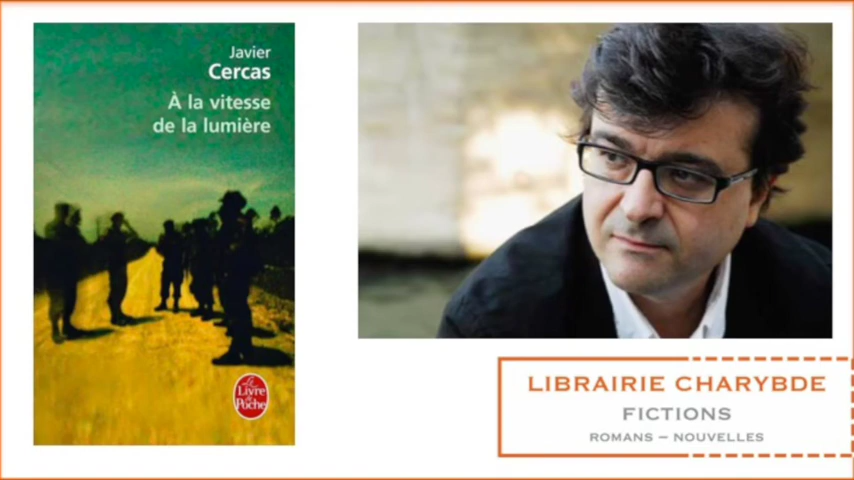 Javier
Cercas
À la vitesse
de la lumière
Le
Livre
de
Poche
LIBRAIRIE CHARYBDE
FICTIONS
ROMANS – NOUVELLES